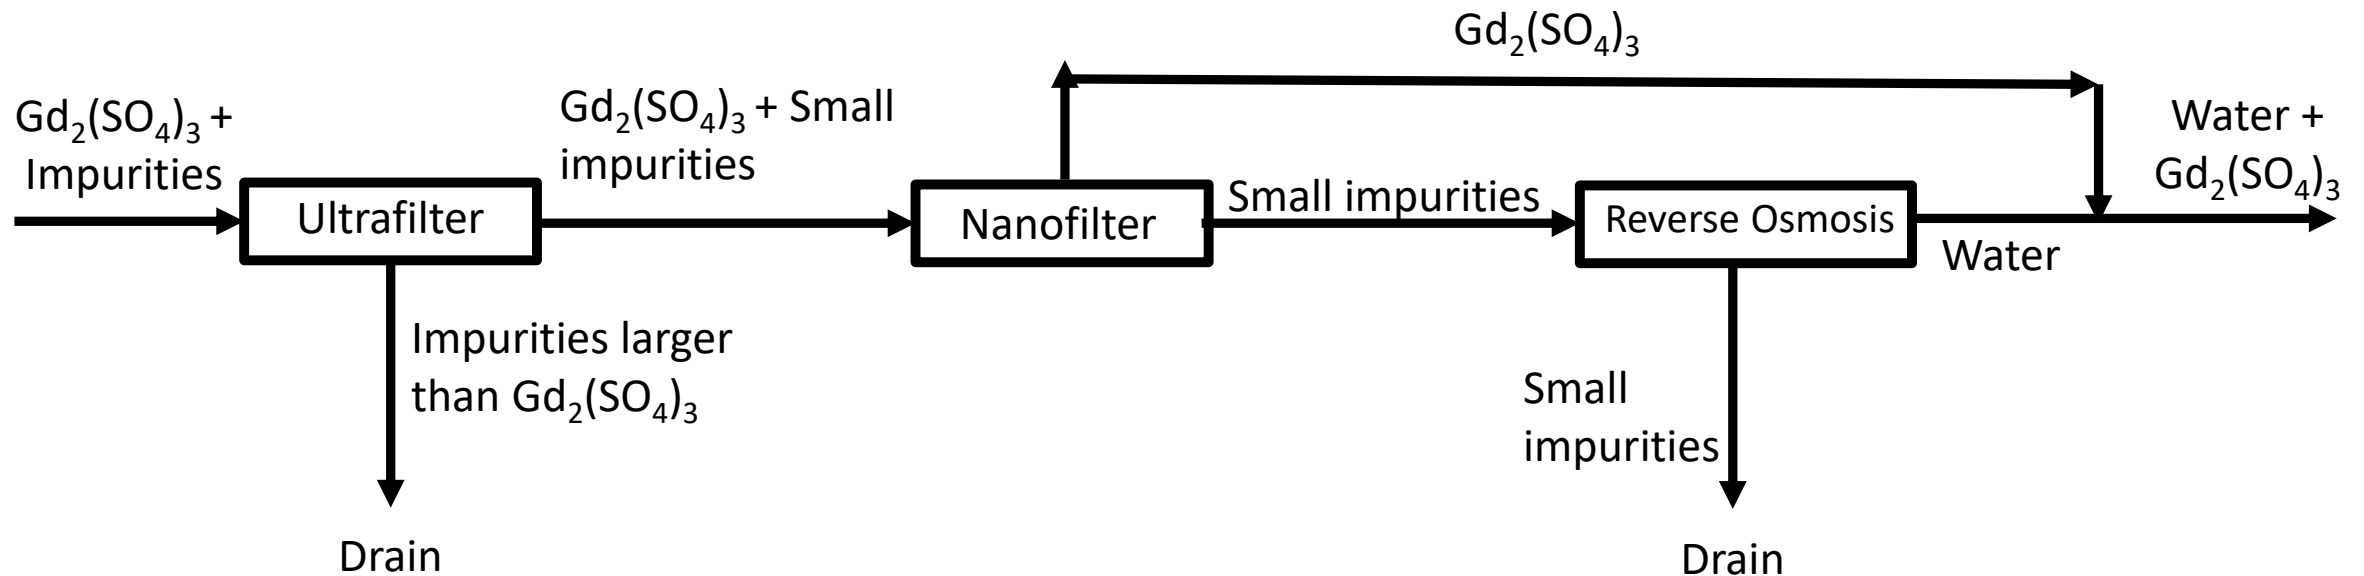 Gd₂(SO₄)₃ +
Impurities
Ultrafilter
Impurities larger
than Gd₂(SO₄)₃
Drain
Gd₂(SO₄)₃ + Small
impurities
Nanofilter
Gd₂(SO₄)₃
Small impurities
Reverse Osmosis
Small
impurities
Drain
Water
Water +
Gd₂(SO₄)₃